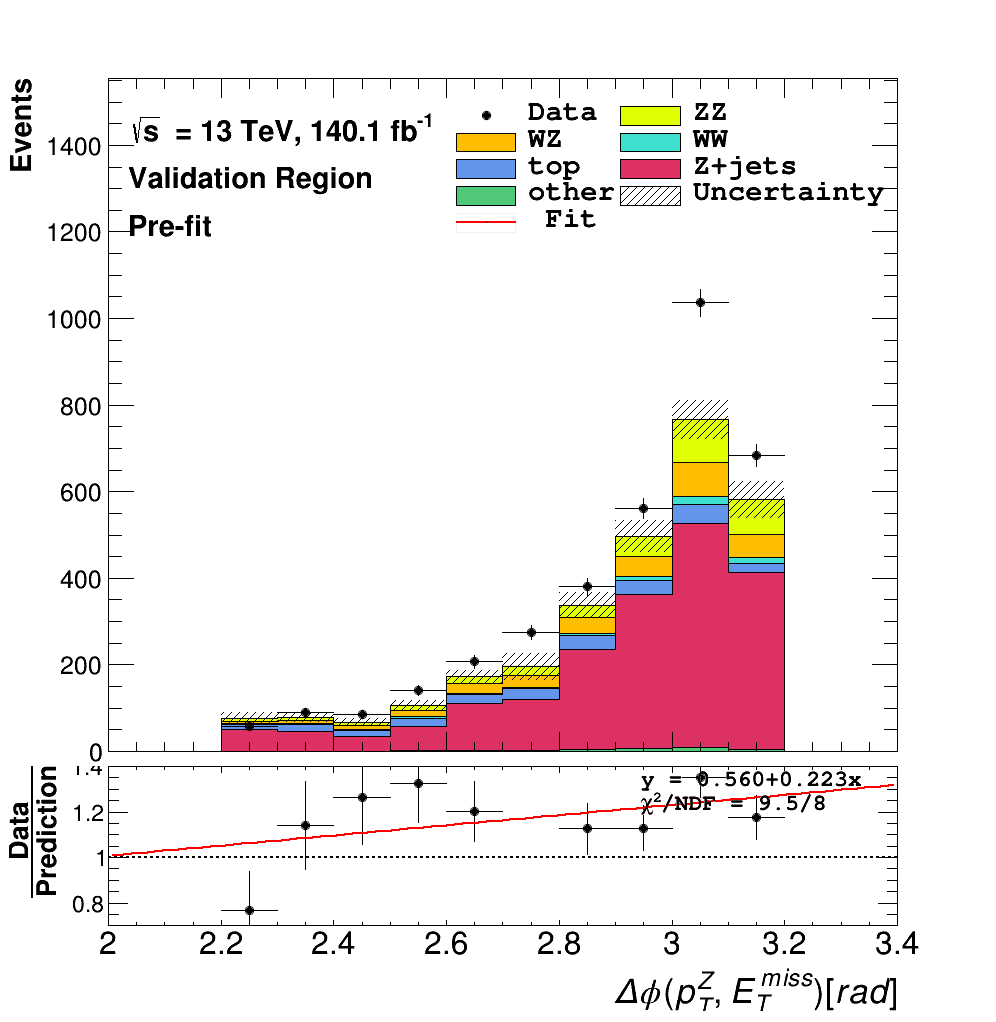 Events
√s = 13 TeV, 140.1 fb⁻¹
Validation Region
Pre-fit
Data
ZZ
WZ
WW
top
Z+jets
other
Uncertainty
Fit
1400
1200
1000
800
600
400
200
0
Data
Prediction
1.4
1.2
1
0.8
y = 0.560+0.223x
χ²/NDF = 9.5/8
2 2.2 2.4 2.6 2.8 3 3.2 3.4
Δϕ(p_T^Z, E_T^miss)[rad]